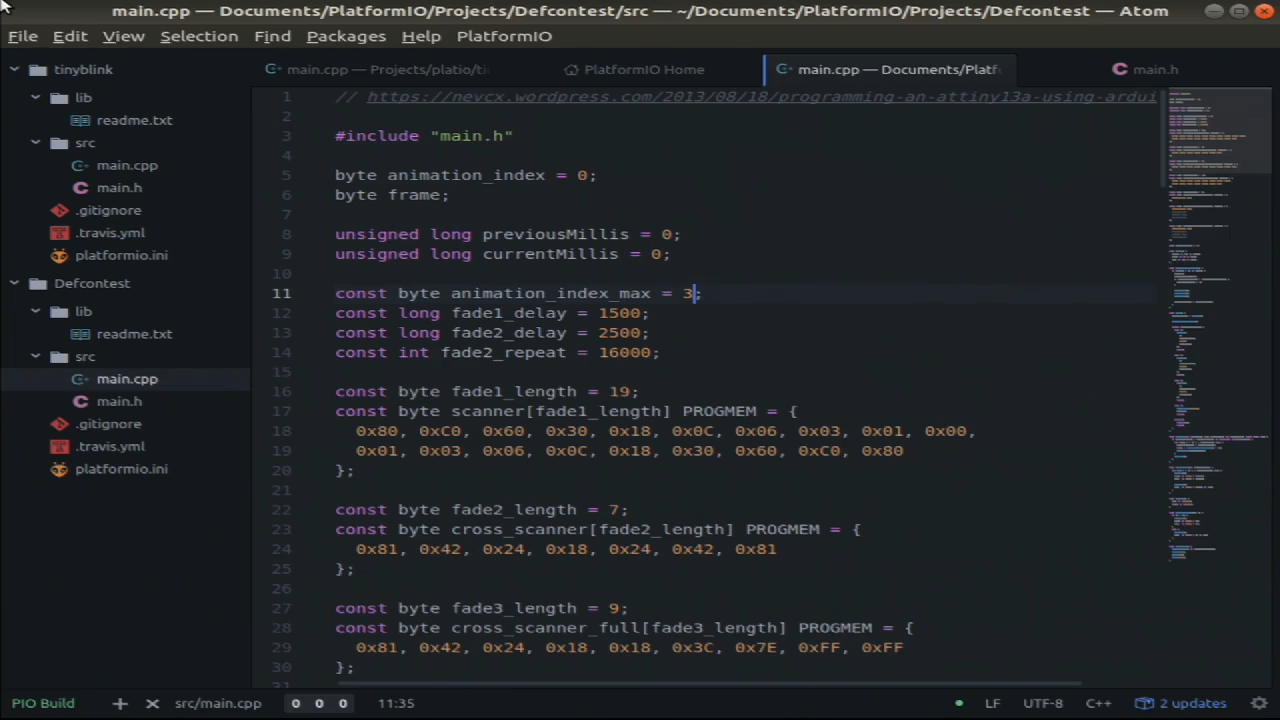 main.cpp — Documents/PlatformIO/Projects/Defcontest/src — ~/Documents/PlatformIO/Projects/Defcontest — Atom
File Edit View Selection Find Packages Help PlatformIO
tinyblink
lib
readme.txt
src
main.cpp
main.h
.gitignore
.travis.yml
platformio.ini
Defcontest
lib
readme.txt
src
main.cpp
main.h
.gitignore
.travis.yml
platformio.ini
main.cpp — Projects/platio/ti
PlatformIO Home
main.cpp — Documents/Platf
main.h
1 // https://neycx.wordpress.com/2013/08/18/programming-an-attiny13a-using-ardui
2
3 #include "main.h"
4
5 byte animation_index = 0;
6 byte frame;
7
8 unsigned long previousMillis = 0;
9 unsigned long currentMillis = 0;
10
11 const byte animation_index_max = 3;
12 const long fade1_delay = 1500;
13 const long fade2_delay = 2500;
14 const int fade2_repeat = 16000;
15
16 const byte fade1_length = 19;
17 const byte scanner[fade1_length] PROGMEM = {
18 0x80, 0xC0, 0x60, 0x30, 0x18, 0x0C, 0x06, 0x03, 0x01, 0x00,
19 0x01, 0x03, 0x06, 0x0C, 0x18, 0x30, 0x60, 0xC0, 0x80
20 };
21
22 const byte fade2_length = 7;
23 const byte cross_scanner[fade2_length] PROGMEM = {
24 0x81, 0x42, 0x24, 0x18, 0x24, 0x42, 0x81
25 };
26
27 const byte fade3_length = 9;
28 const byte cross_scanner_full[fade3_length] PROGMEM = {
29 0x81, 0x42, 0x24, 0x18, 0x18, 0x3C, 0x7E, 0xFF, 0xFF
30 };
31
PIO Build + × src/main.cpp 0 0 0 11:35 LF UTF-8 C++ 2 updates